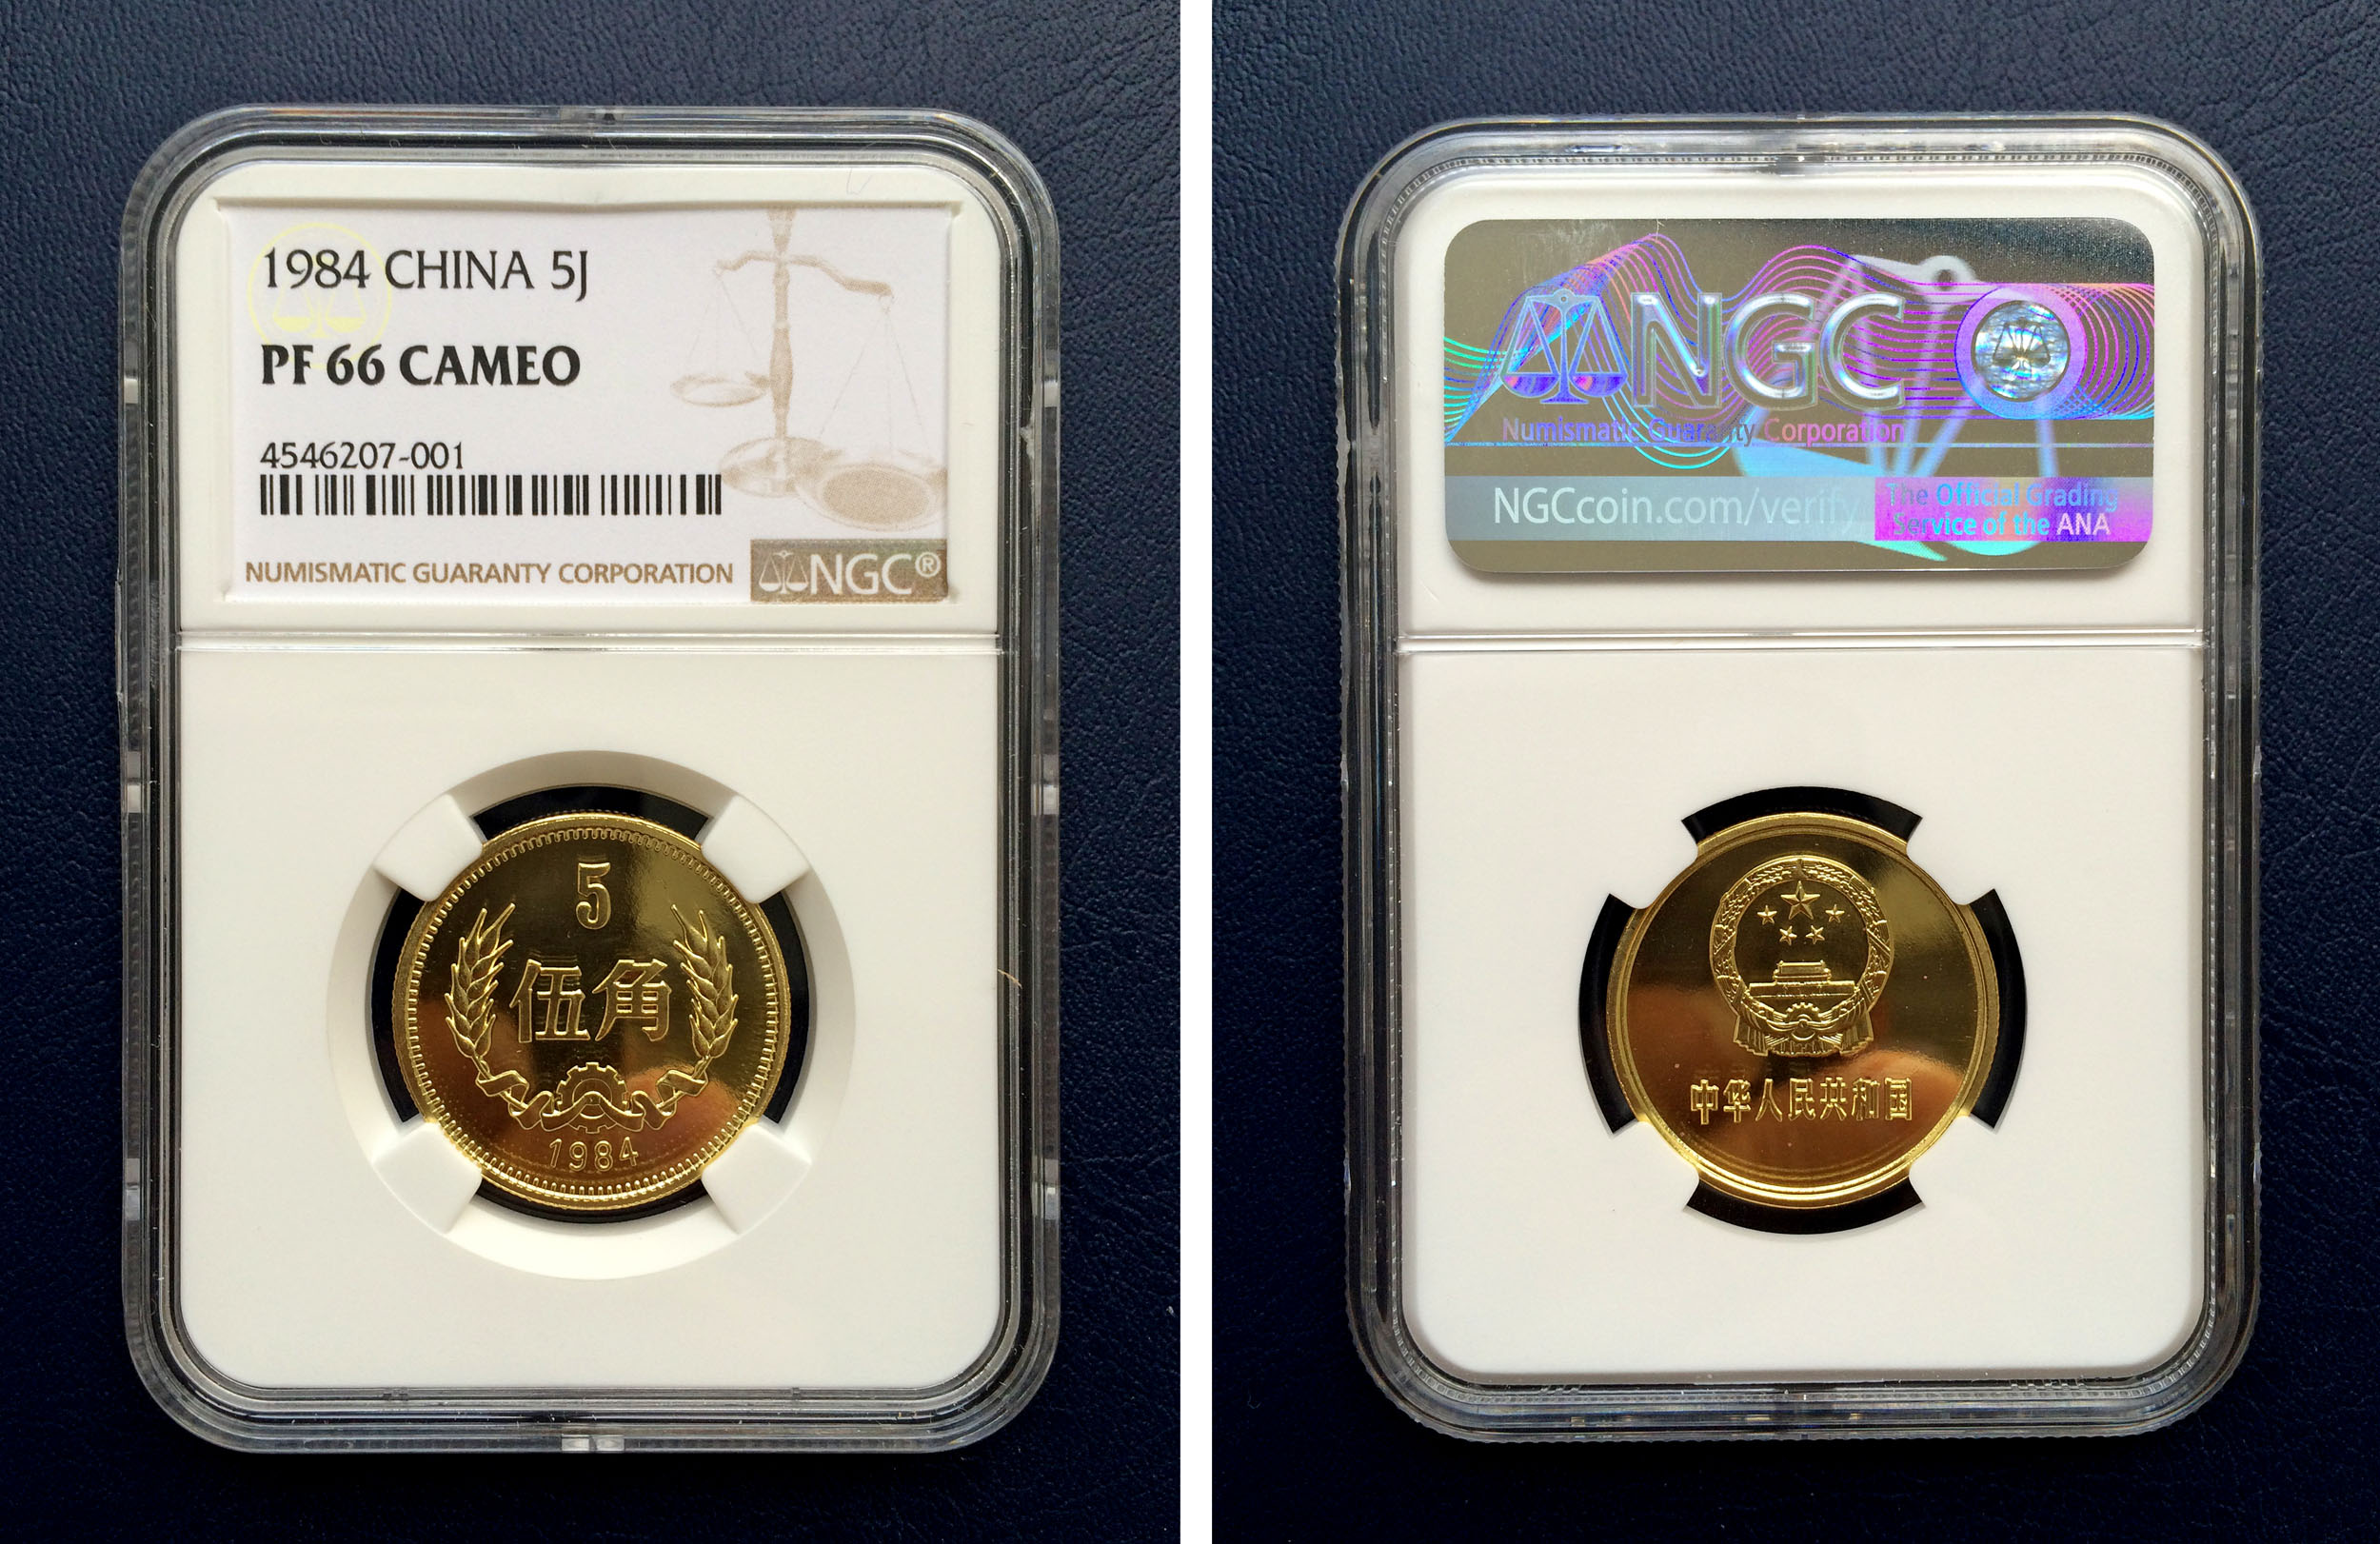 1984 CHINA 5J
PF 66 CAMEO
4546207-001
NUMISMATIC GUARANTY CORPORATION
NGC®
5
伍角
1984
NGC
Numismatic Guaranty Corporation
NGCcoin.com/verify
The Official Grading
Service of the ANA
中华人民共和国